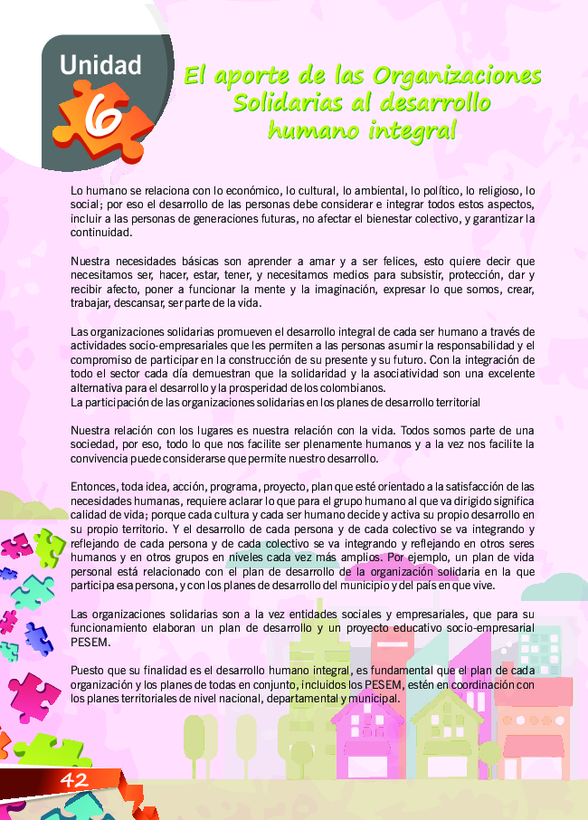 Unidad
6
El aporte de las Organizaciones
Solidarias al desarrollo
humano integral
Lo humano se relaciona con lo económico, lo cultural, lo ambiental, lo político, lo religioso, lo
social; por eso el desarrollo de las personas debe considerar e integrar todos estos aspectos,
incluir a las personas de generaciones futuras, no afectar el bienestar colectivo, y garantizar la
continuidad.
Nuestra necesidades básicas son aprender a amar y a ser felices, esto quiere decir que
necesitamos ser, hacer, estar, tener, y necesitamos medios para subsistir, protección, dar y
recibir afecto, poner a funcionar la mente y la imaginación, expresar lo que somos, crear,
trabajar, descansar, ser parte de la vida.
Las organizaciones solidarias promueven el desarrollo integral de cada ser humano a través de
actividades socio-empresariales que les permiten a las personas asumir la responsabilidad y el
compromiso de participar en la construcción de su presente y su futuro. Con la integración de
todo el sector cada día demuestran que la solidaridad y la asociatividad son una excelente
alternativa para el desarrollo y la prosperidad de los colombianos.
La participación de las organizaciones solidarias en los planes de desarrollo territorial
Nuestra relación con los lugares es nuestra relación con la vida. Todos somos parte de una
sociedad, por eso, todo lo que nos facilite ser plenamente humanos y a la vez nos facilite la
convivencia puede considerarse que permite nuestro desarrollo.
Entonces, toda idea, acción, programa, proyecto, plan que esté orientado a la satisfacción de las
necesidades humanas, requiere aclarar lo que para el grupo humano al que va dirigido significa
calidad de vida; porque cada cultura y cada ser humano decide y activa su propio desarrollo en
su propio territorio. Y el desarrollo de cada persona y de cada colectivo se va integrando y
reflejando de cada persona y de cada colectivo se va integrando y reflejando en otros seres
humanos y en otros grupos en niveles cada vez más amplios. Por ejemplo, un plan de vida
personal está relacionado con el plan de desarrollo de la organización solidaria en la que
participa esa persona, y con los planes de desarrollo del municipio y del país en que vive.
Las organizaciones solidarias son a la vez entidades sociales y empresariales, que para su
funcionamiento elaboran un plan de desarrollo y un proyecto educativo socio-empresarial
PESEM.
Puesto que su finalidad es el desarrollo humano integral, es fundamental que el plan de cada
organización y los planes de todas en conjunto, incluidos los PESEM, estén en coordinación con
los planes territoriales de nivel nacional, departamental y municipal.
42